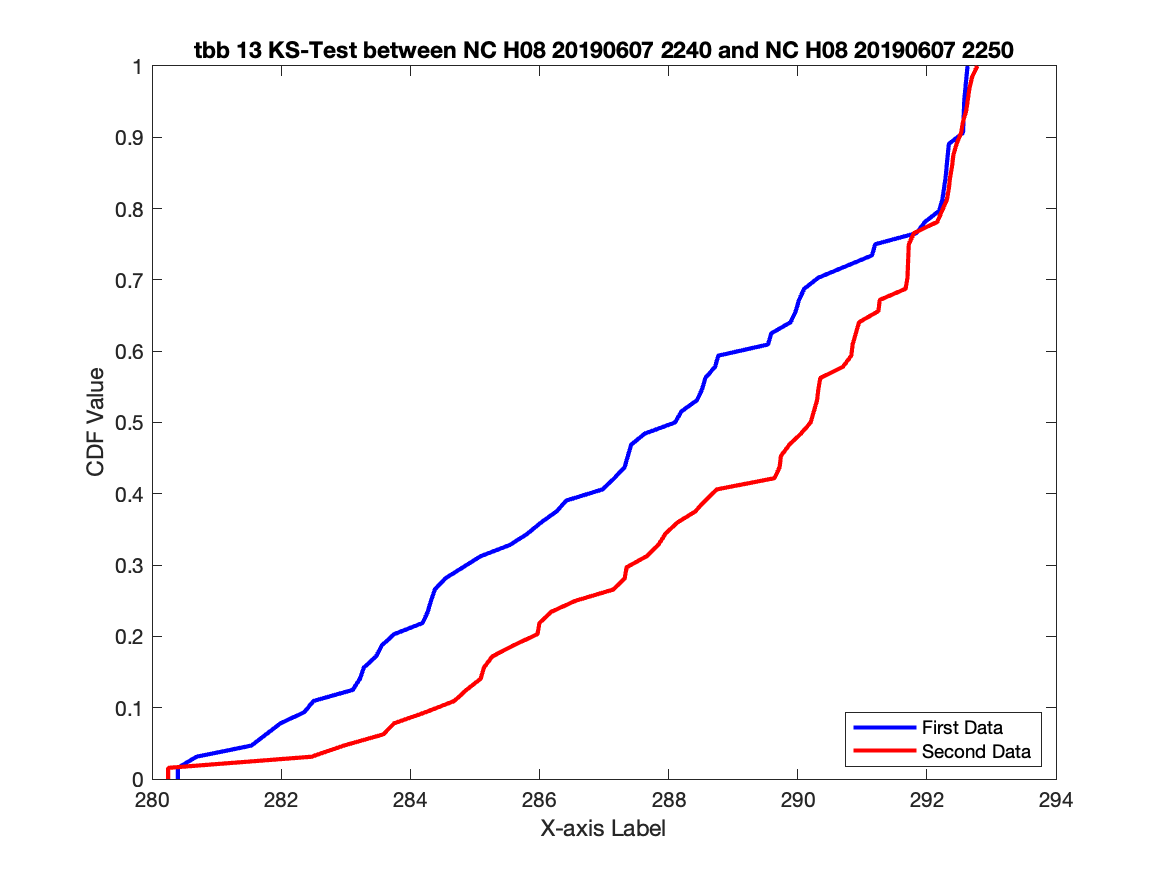 tbb 13 KS-Test between NC H08 20190607 2240 and NC H08 20190607 2250
1
0.9
0.8
0.7
0.6
0.5
0.4
0.3
0.2
0.1
0
CDF Value
First Data
Second Data
280 282 284 286 288 290 292 294
X-axis Label